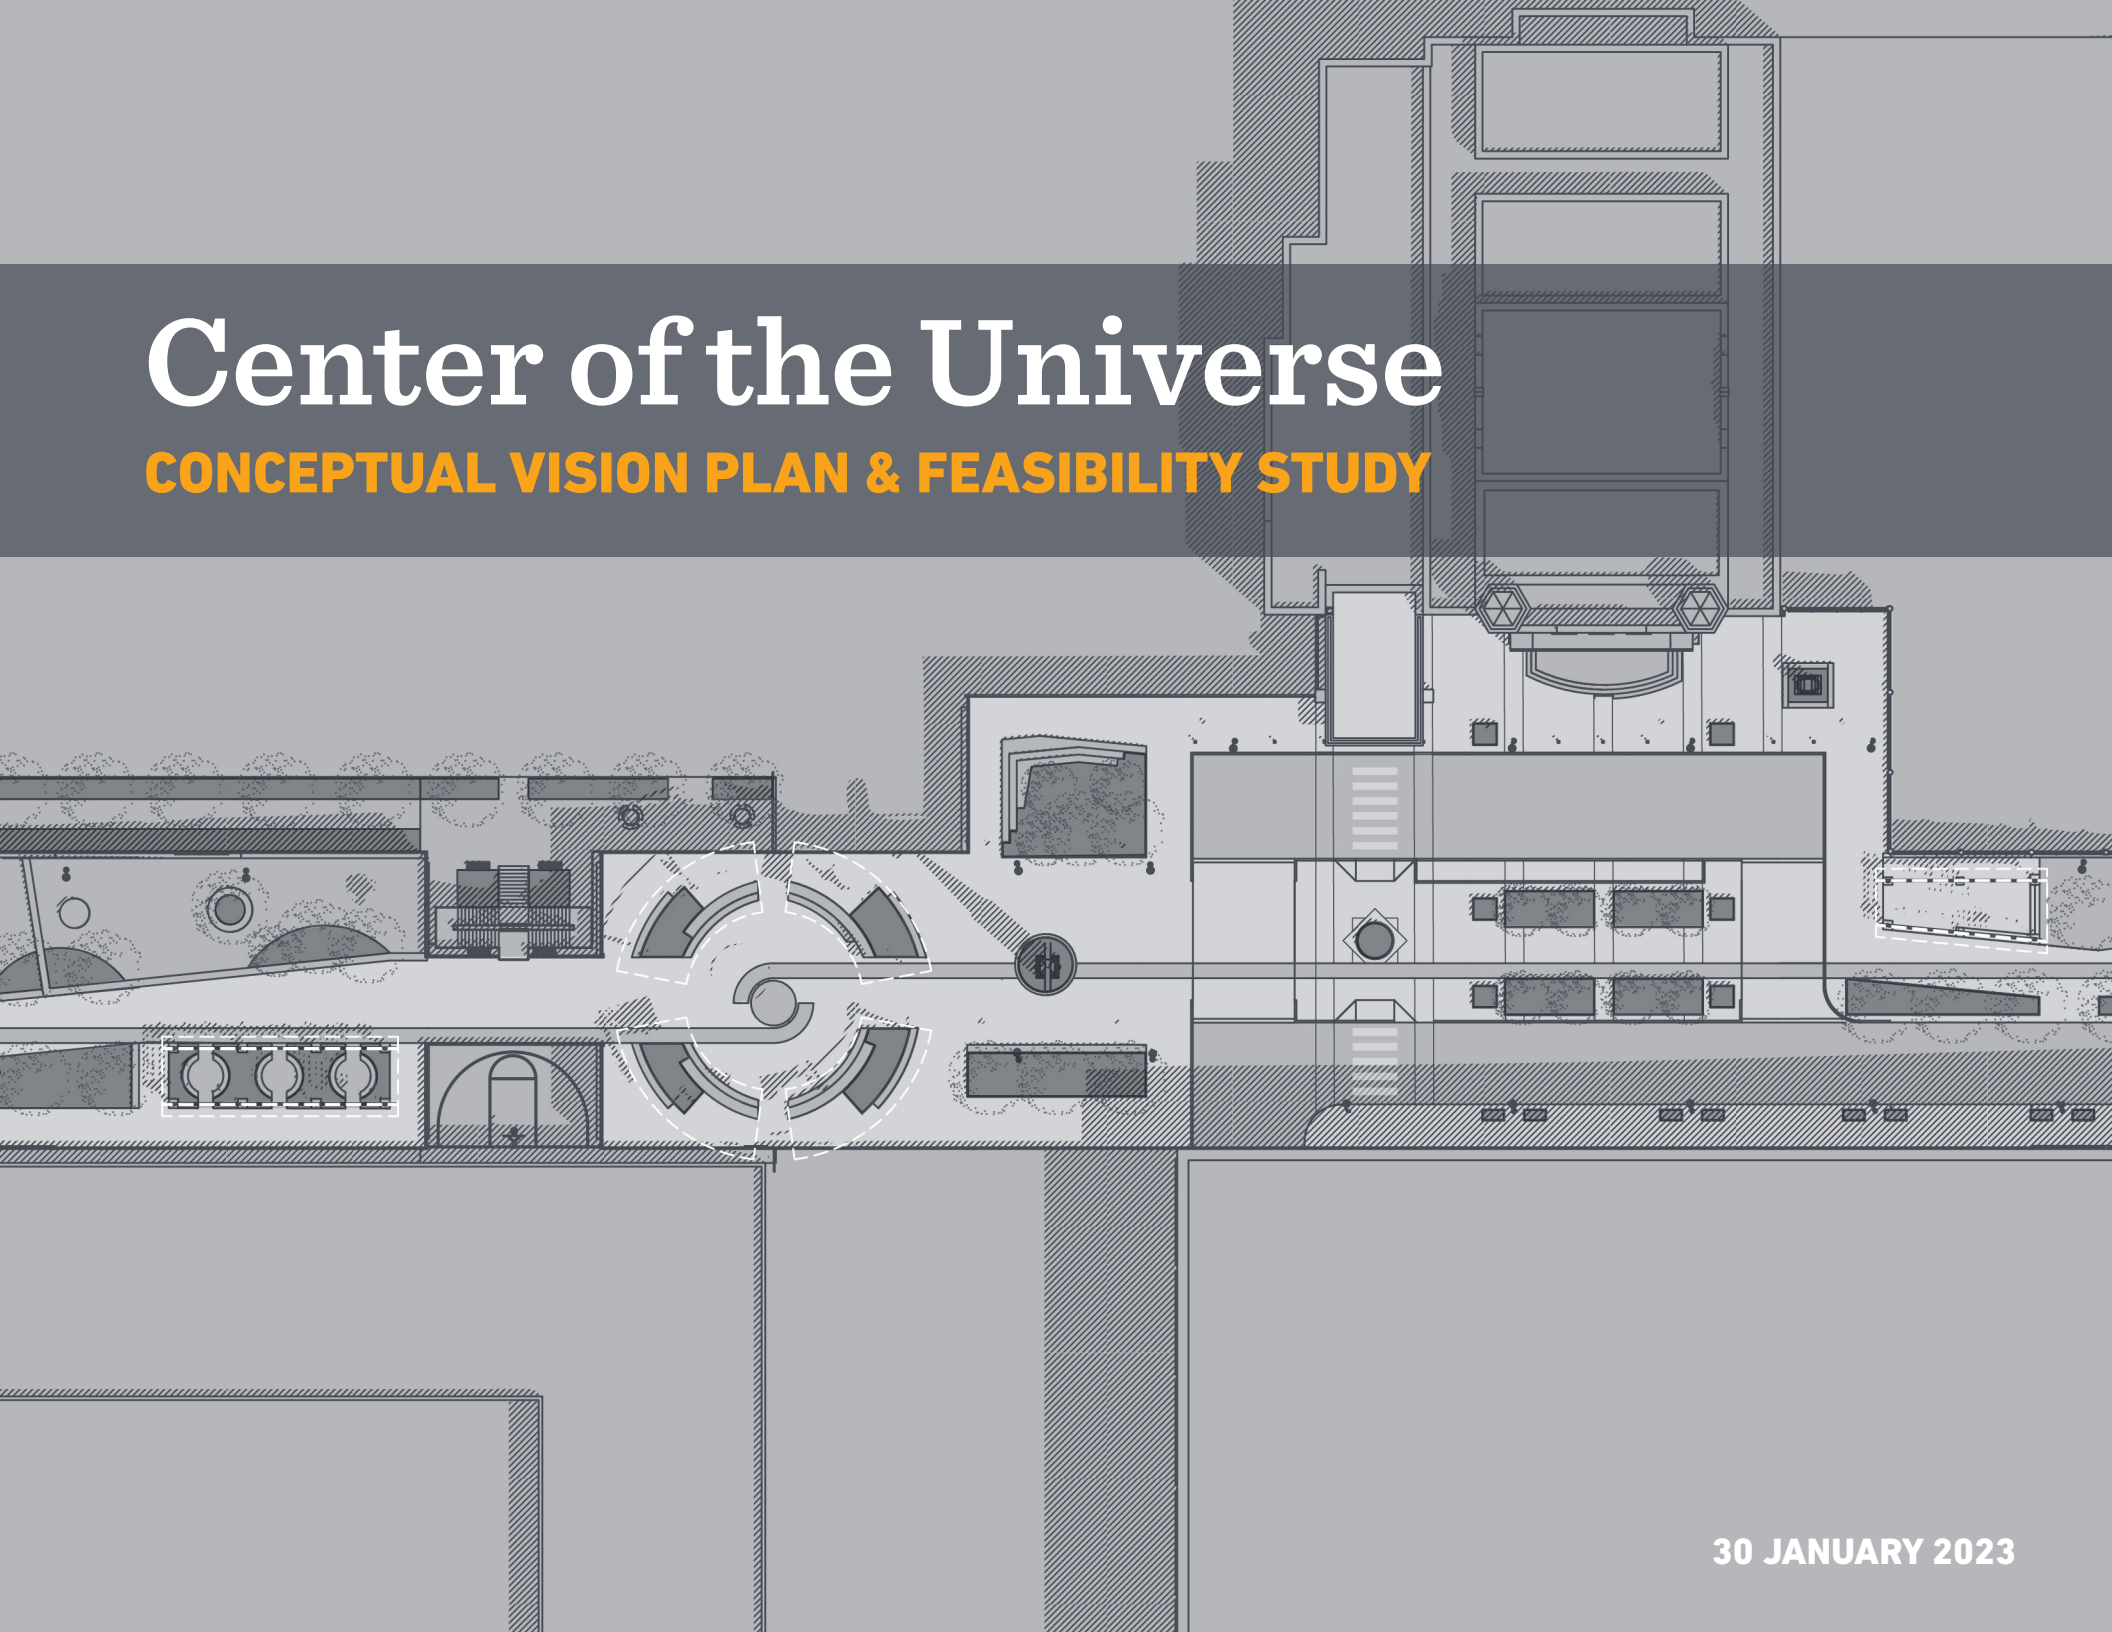 Center of the Universe
CONCEPTUAL VISION PLAN & FEASIBILITY STUDY
30 JANUARY 2023